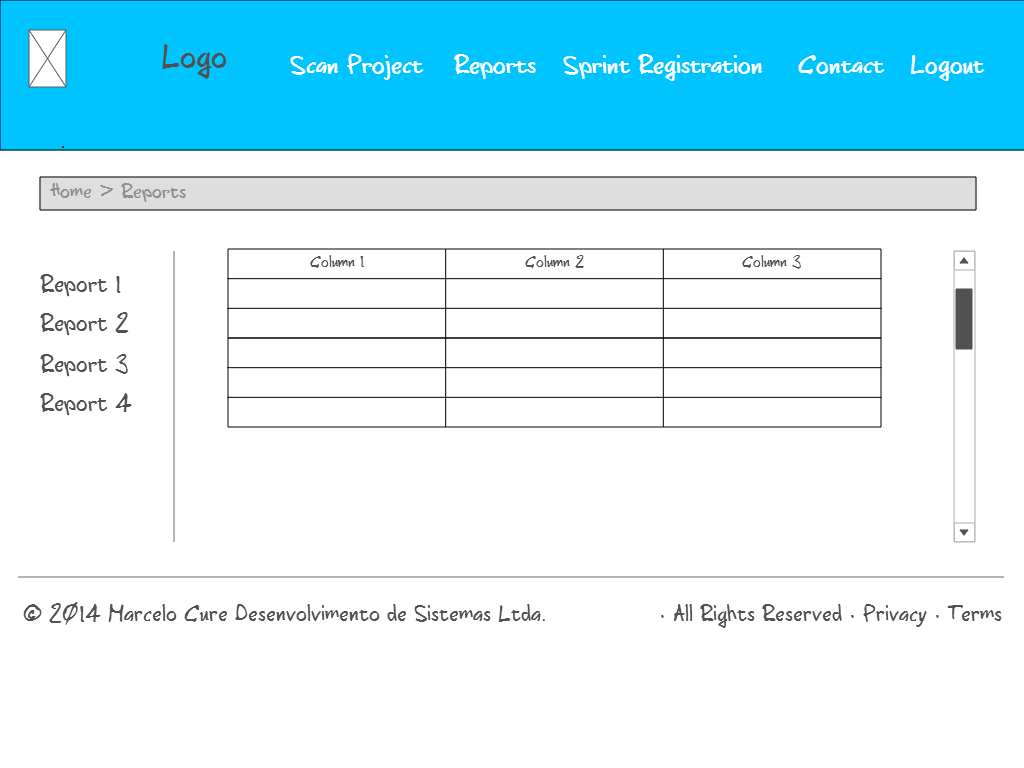 Logo Scan Project Reports Sprint Registration Contact Logout
Home > Reports
Column 1 Column 2 Column 3
Report 1
Report 2
Report 3
Report 4
© 2014 Marcelo Cure Desenvolvimento de Sistemas Ltda. · All Rights Reserved · Privacy · Terms